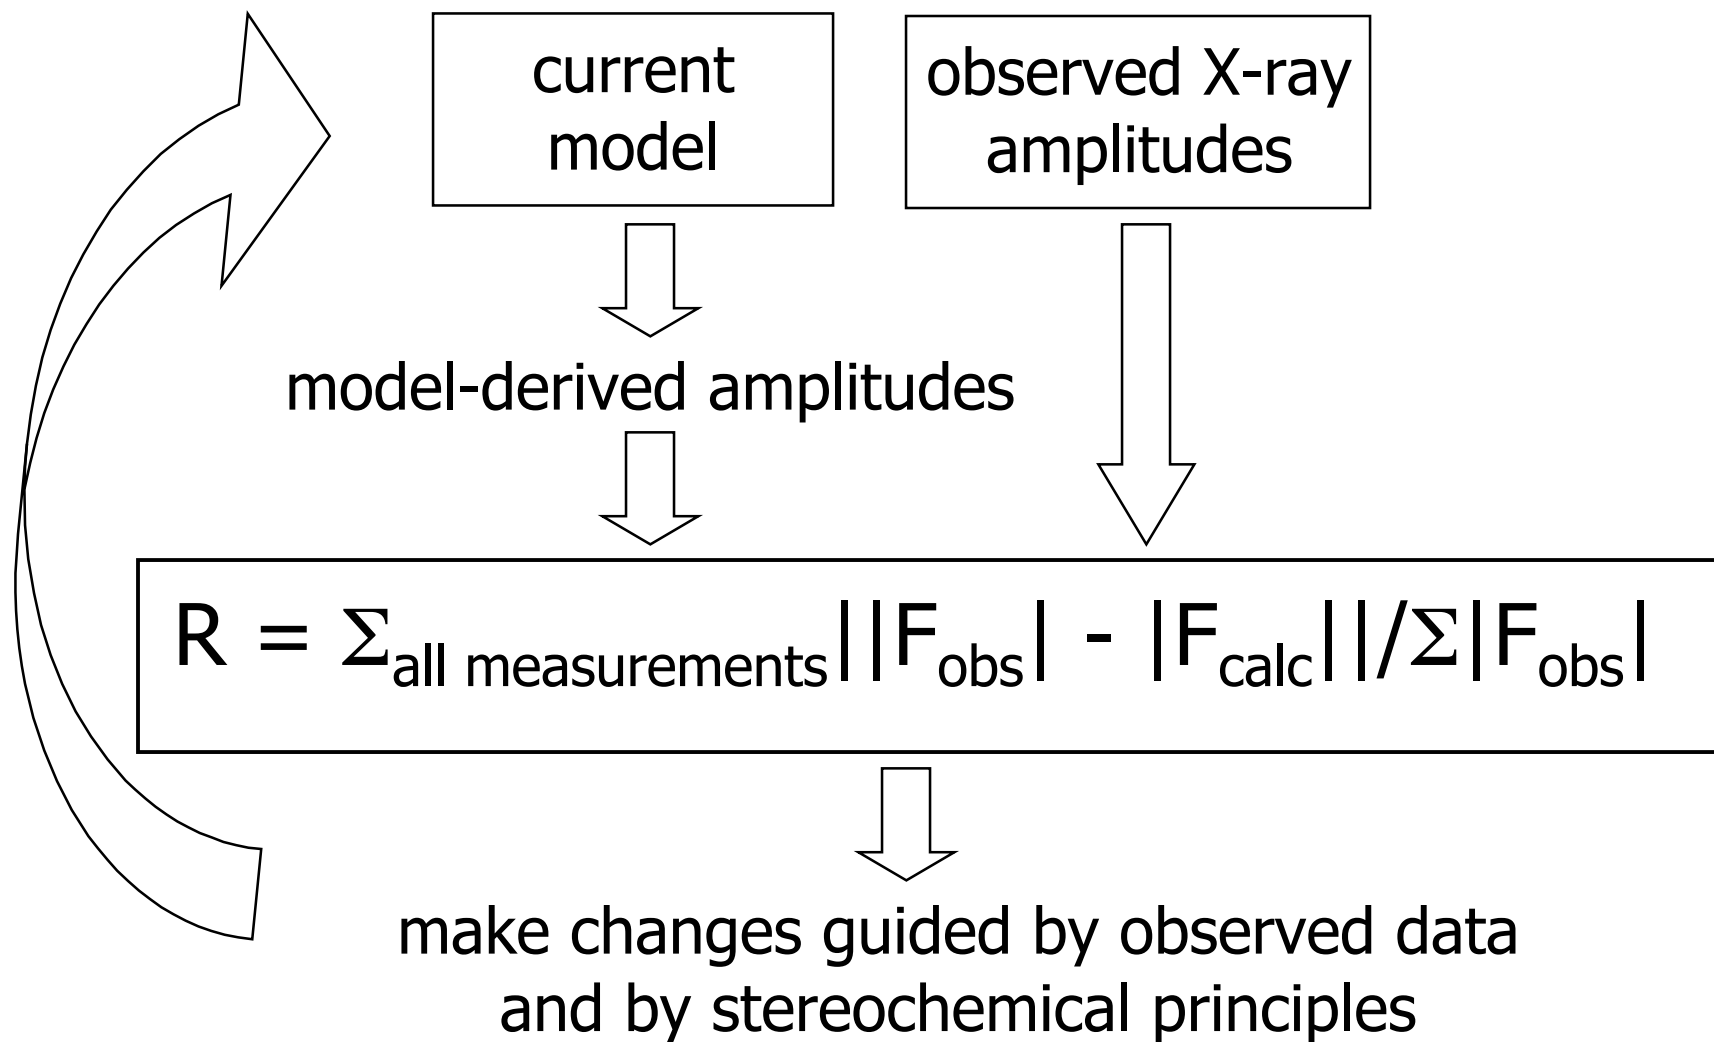 current
model
observed X-ray
amplitudes
model-derived amplitudes
R = Σall measurements||Fobs| - |Fcalc||/Σ|Fobs|
make changes guided by observed data
and by stereochemical principles